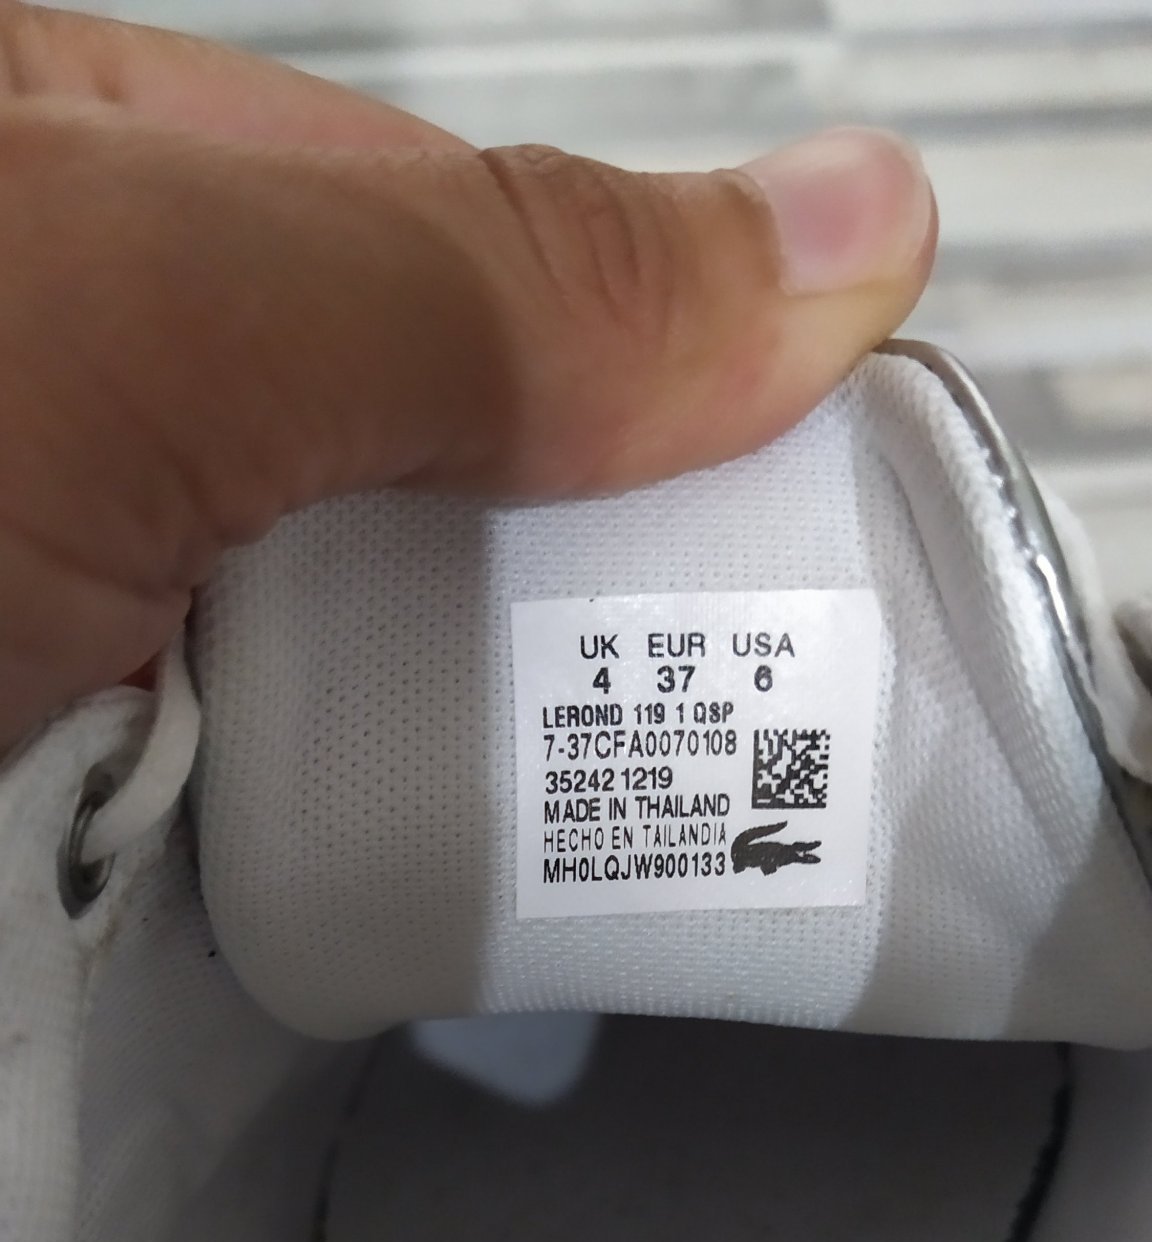 UK EUR USA
4 37 6
LEROND 119 1 QSP
7-37CFA0070108
35242 1219
MADE IN THAILAND
HECHO EN TAILANDIA
MH0LQJW900133